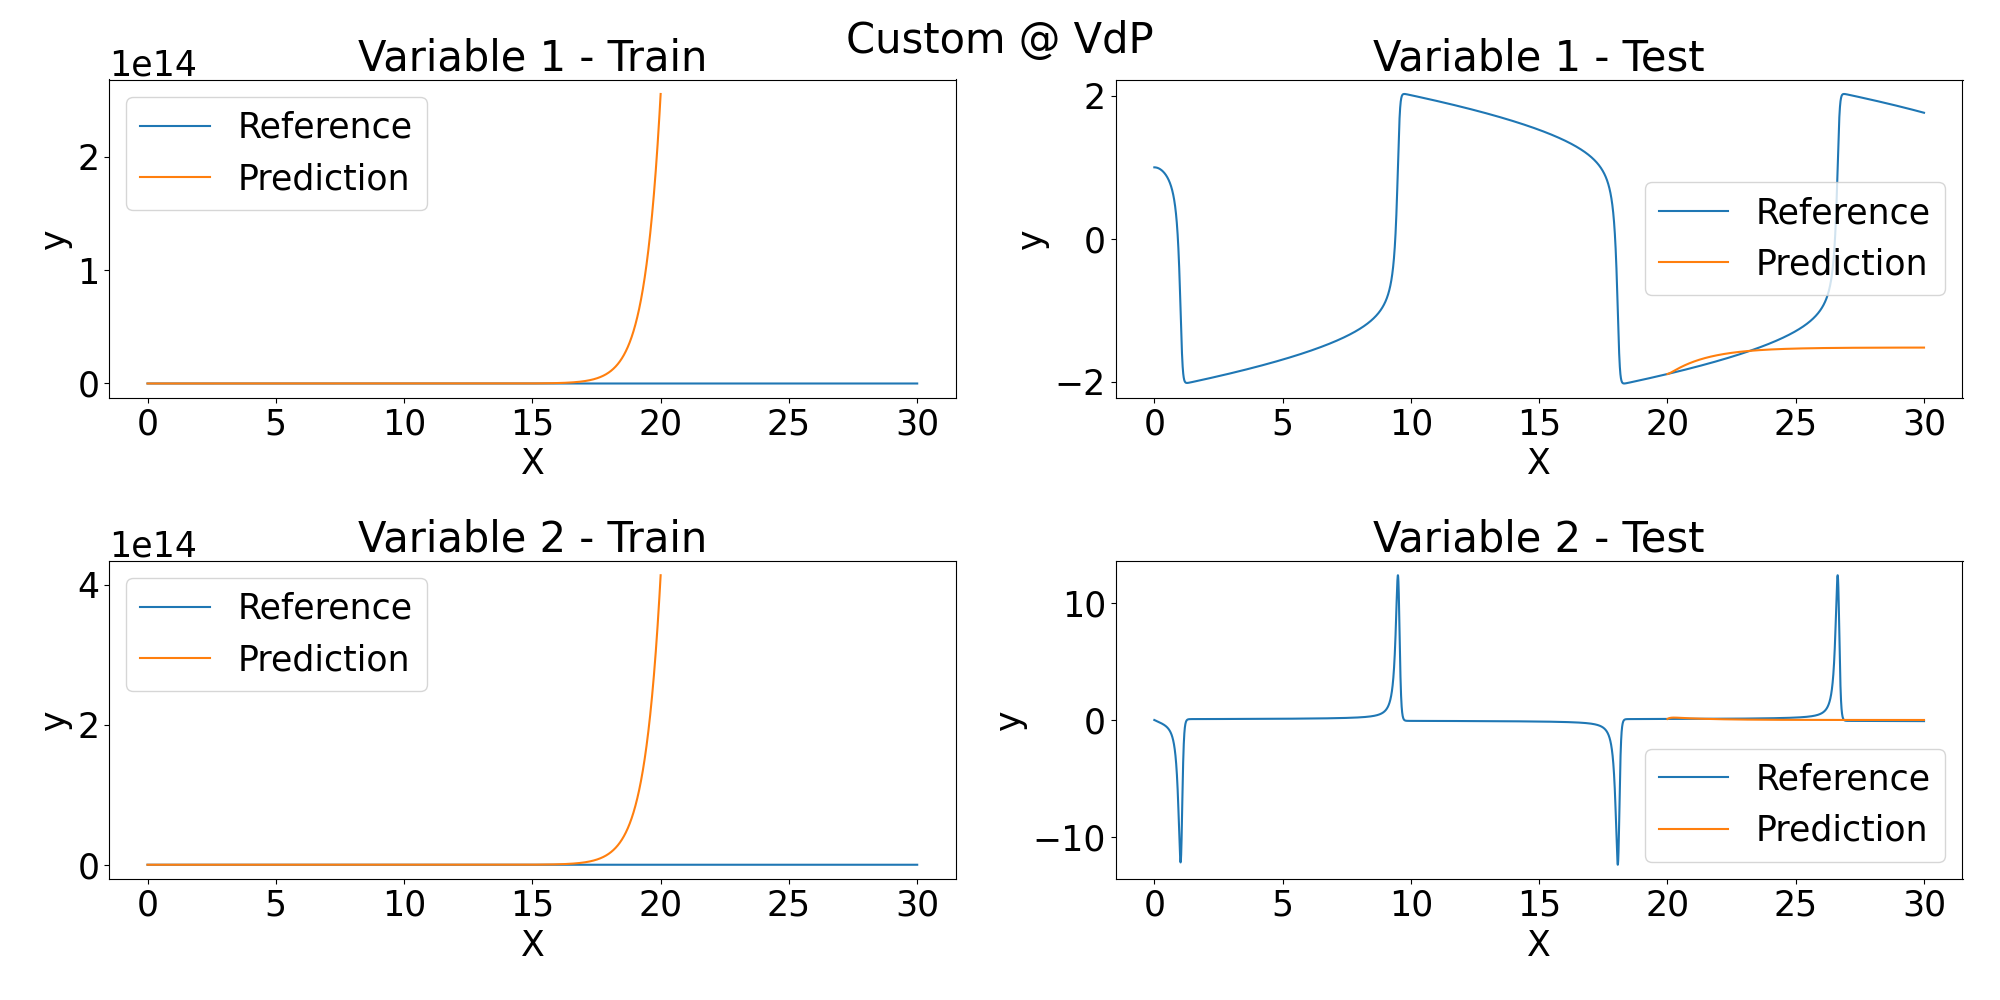 Custom @ VdP
Variable 1 - Train
1e14
Reference
Prediction
y
2
1
0
0 5 10 15 20 25 30
X
Variable 1 - Test
Reference
Prediction
y
2
0
−2
0 5 10 15 20 25 30
X
Variable 2 - Train
1e14
Reference
Prediction
y
4
2
0
0 5 10 15 20 25 30
X
Variable 2 - Test
Reference
Prediction
y
10
0
−10
0 5 10 15 20 25 30
X